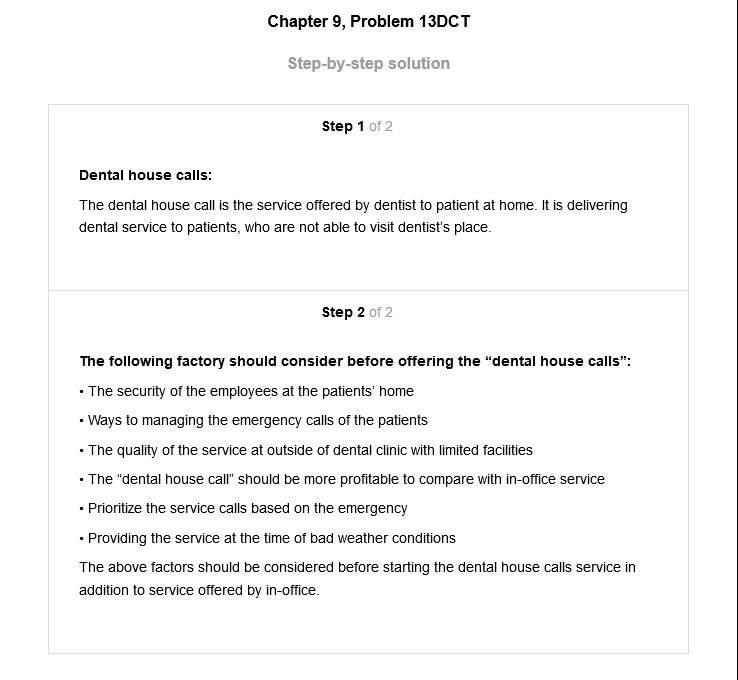 Chapter 9, Problem 13DCT
Step-by-step solution
Step 1 of 2
Dental house calls:
The dental house call is the service offered by dentist to patient at home. It is delivering
dental service to patients, who are not able to visit dentist's place.
Step 2 of 2
The following factory should consider before offering the “dental house calls”:
• The security of the employees at the patients' home
• Ways to managing the emergency calls of the patients
• The quality of the service at outside of dental clinic with limited facilities
• The “dental house call” should be more profitable to compare with in-office service
• Prioritize the service calls based on the emergency
• Providing the service at the time of bad weather conditions
The above factors should be considered before starting the dental house calls service in
addition to service offered by in-office.